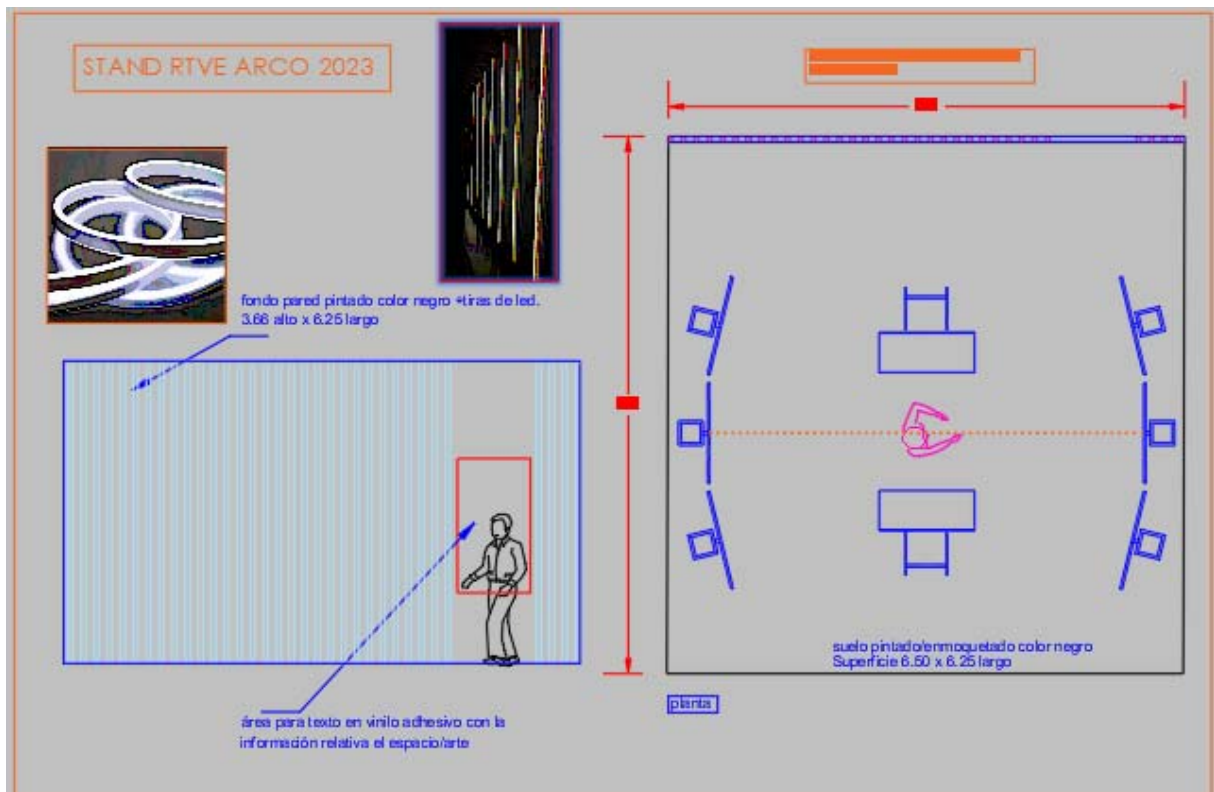 STAND RTVE ARCO 2023
fondo pared pintado color negro +tiras de led.
3.66 alto x 6.25 largo
área para texto en vinilo adhesivo con la
información relativa el espacio/arte
suelo pintado/enmoquetado color negro
Superficie 6.50 x 6.25 largo
planta